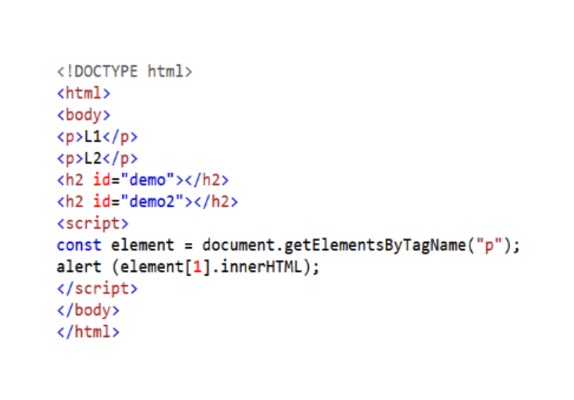 <!DOCTYPE html>
<html>
<body>
<p>L1</p>
<p>L2</p>
<h2 id="demo"></h2>
<h2 id="demo2"></h2>
<script>
const element = document.getElementsByTagName("p");
alert (element[1].innerHTML);
</script>
</body>
</html>